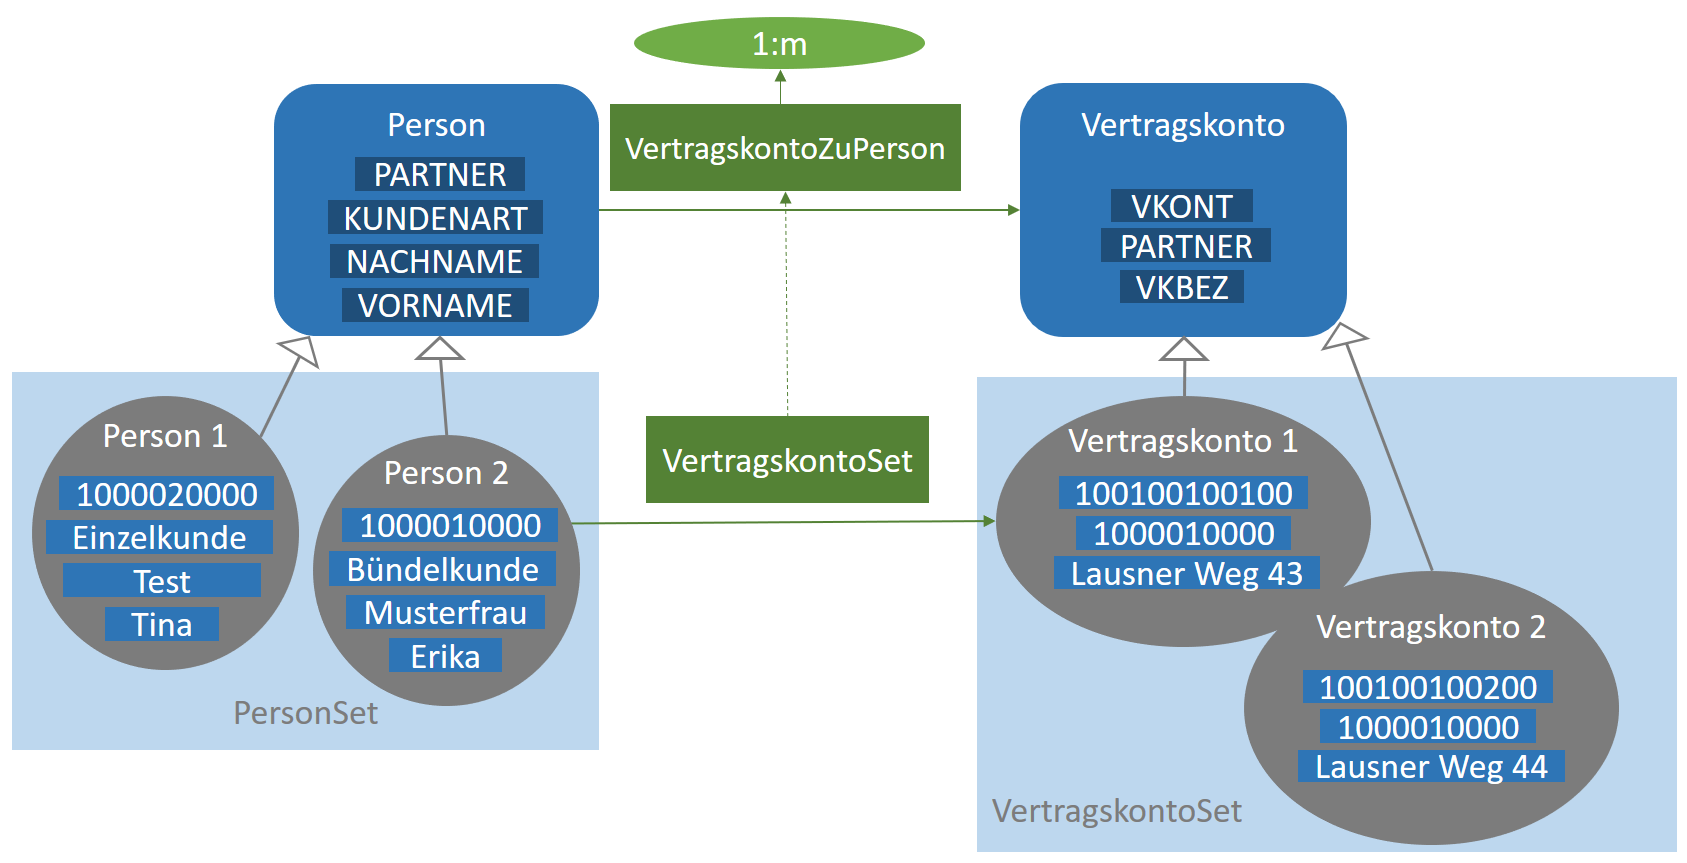 1:m
Person
PARTNER
KUNDENART
NACHNAME
VORNAME
VertragskontoZuPerson
Vertragskonto
VKONT
PARTNER
VKBEZ
Person 1
1000020000
Einzelkunde
Test
Tina
Person 2
1000010000
Bündelkunde
Musterfrau
Erika
PersonSet
VertragskontoSet
Vertragskonto 1
100100100100
1000010000
Lausner Weg 43
Vertragskonto 2
100100100200
1000010000
Lausner Weg 44
VertragskontoSet